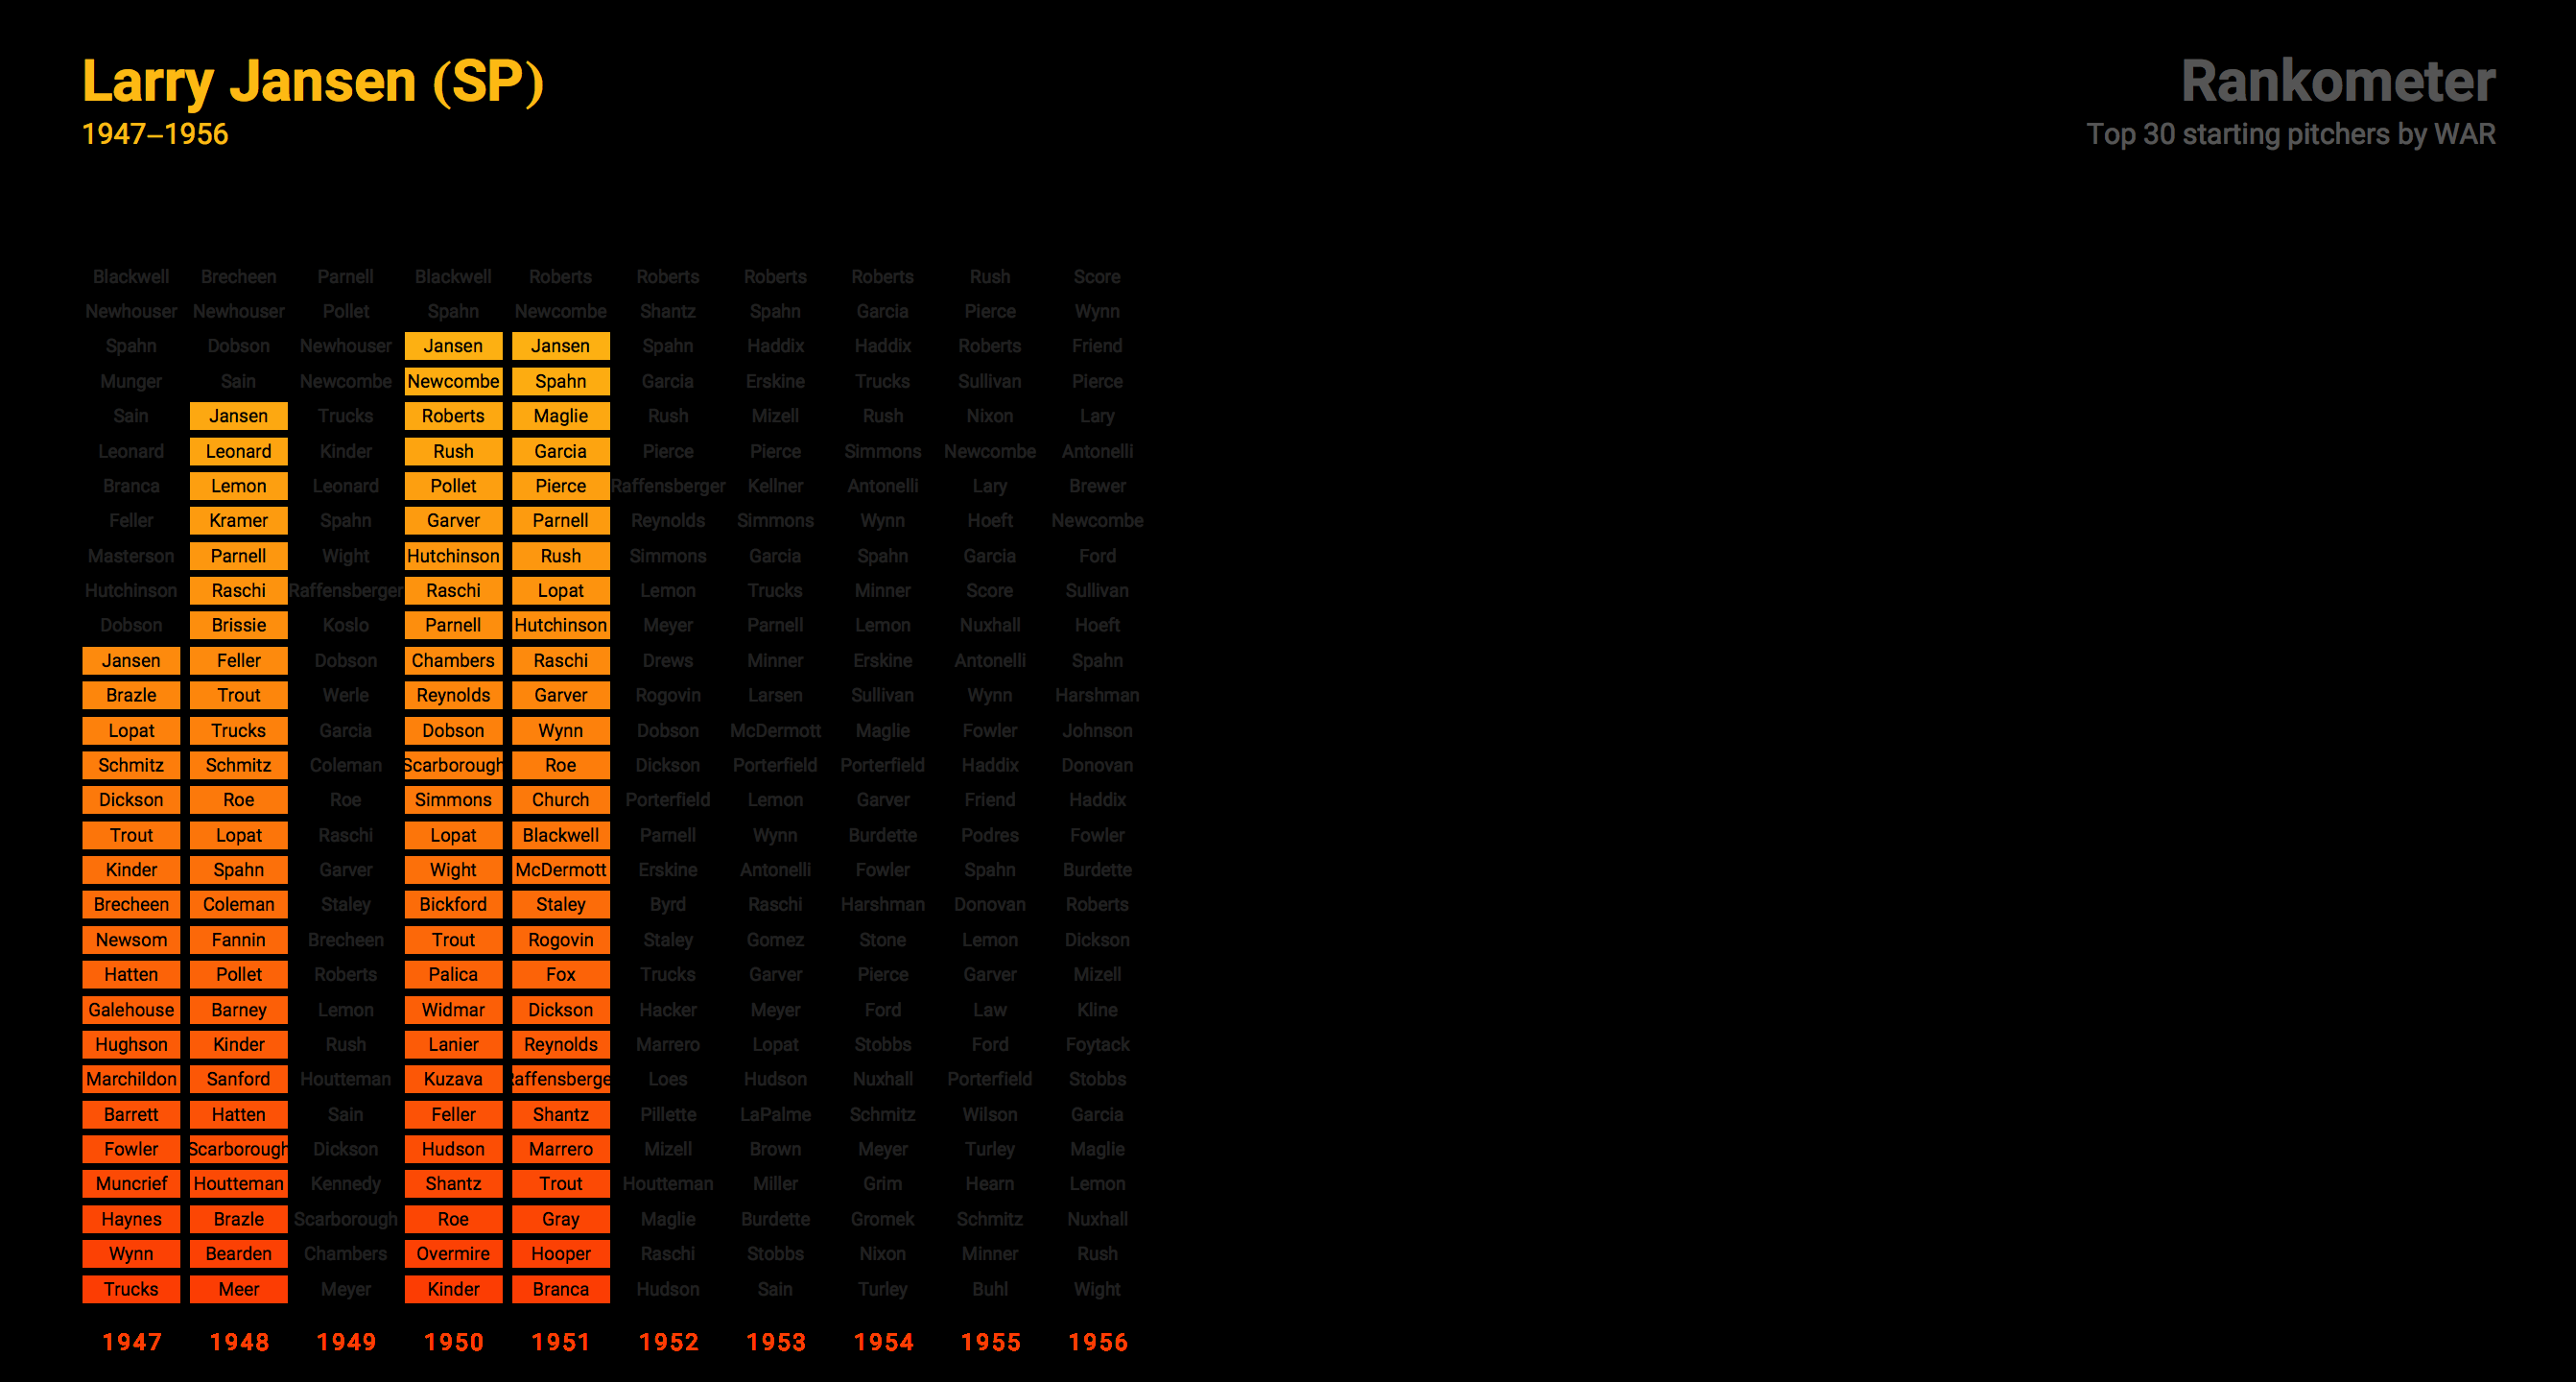 Larry Jansen (SP)
1947–1956
Rankometer
Top 30 starting pitchers by WAR
Blackwell Brecheen Parnell Blackwell Roberts Roberts Roberts Roberts Rush Score
Newhouser Newhouser Pollet Spahn Newcombe Shantz Spahn Garcia Pierce Wynn
Spahn Dobson Newhouser Jansen Jansen Spahn Haddix Haddix Roberts Friend
Munger Sain Newcombe Newcombe Spahn Garcia Erskine Trucks Sullivan Pierce
Sain Jansen Trucks Roberts Maglie Rush Mizell Rush Nixon Lary
Leonard Leonard Kinder Rush Garcia Pierce Pierce Simmons Newcombe Antonelli
Branca Lemon Leonard Pollet Pierce Raffensberger Kellner Antonelli Lary Brewer
Feller Kramer Spahn Garver Parnell Reynolds Simmons Wynn Hoeft Newcombe
Masterson Parnell Wight Hutchinson Rush Simmons Garcia Spahn Garcia Ford
Hutchinson Raschi Raffensberger Raschi Lopat Lemon Trucks Minner Score Sullivan
Dobson Brissie Koslo Parnell Hutchinson Meyer Parnell Lemon Nuxhall Hoeft
Jansen Feller Dobson Chambers Raschi Drews Minner Erskine Antonelli Spahn
Brazle Trout Werle Reynolds Garver Rogovin Larsen Sullivan Wynn Harshman
Lopat Trucks Garcia Dobson Wynn Dobson McDermott Maglie Fowler Johnson
Schmitz Schmitz Coleman Scarborough Roe Dickson Porterfield Porterfield Haddix Donovan
Dickson Roe Roe Simmons Church Porterfield Lemon Garver Friend Haddix
Trout Lopat Raschi Lopat Blackwell Parnell Wynn Burdette Podres Fowler
Kinder Spahn Garver Wight McDermott Erskine Antonelli Fowler Spahn Burdette
Brecheen Coleman Staley Bickford Staley Byrd Raschi Harshman Donovan Roberts
Newsom Fannin Brecheen Trout Rogovin Staley Gomez Stone Lemon Dickson
Hatten Pollet Roberts Palica Fox Trucks Garver Pierce Garver Mizell
Galehouse Barney Lemon Widmar Dickson Hacker Meyer Ford Law Kline
Hughson Kinder Rush Lanier Reynolds Marrero Lopat Stobbs Ford Foytack
Marchildon Sanford Houtteman Kuzava Raffensberge Loes Hudson Nuxhall Porterfield Stobbs
Barrett Hatten Sain Feller Shantz Pillette LaPalme Schmitz Wilson Garcia
Fowler Scarborough Dickson Hudson Marrero Mizell Brown Meyer Turley Maglie
Muncrief Houtteman Kennedy Shantz Trout Houtteman Miller Grim Hearn Lemon
Haynes Brazle Scarborough Roe Gray Maglie Burdette Gromek Schmitz Nuxhall
Wynn Bearden Chambers Overmire Hooper Raschi Stobbs Nixon Minner Rush
Trucks Meer Meyer Kinder Branca Hudson Sain Turley Buhl Wight
1947 1948 1949 1950 1951 1952 1953 1954 1955 1956